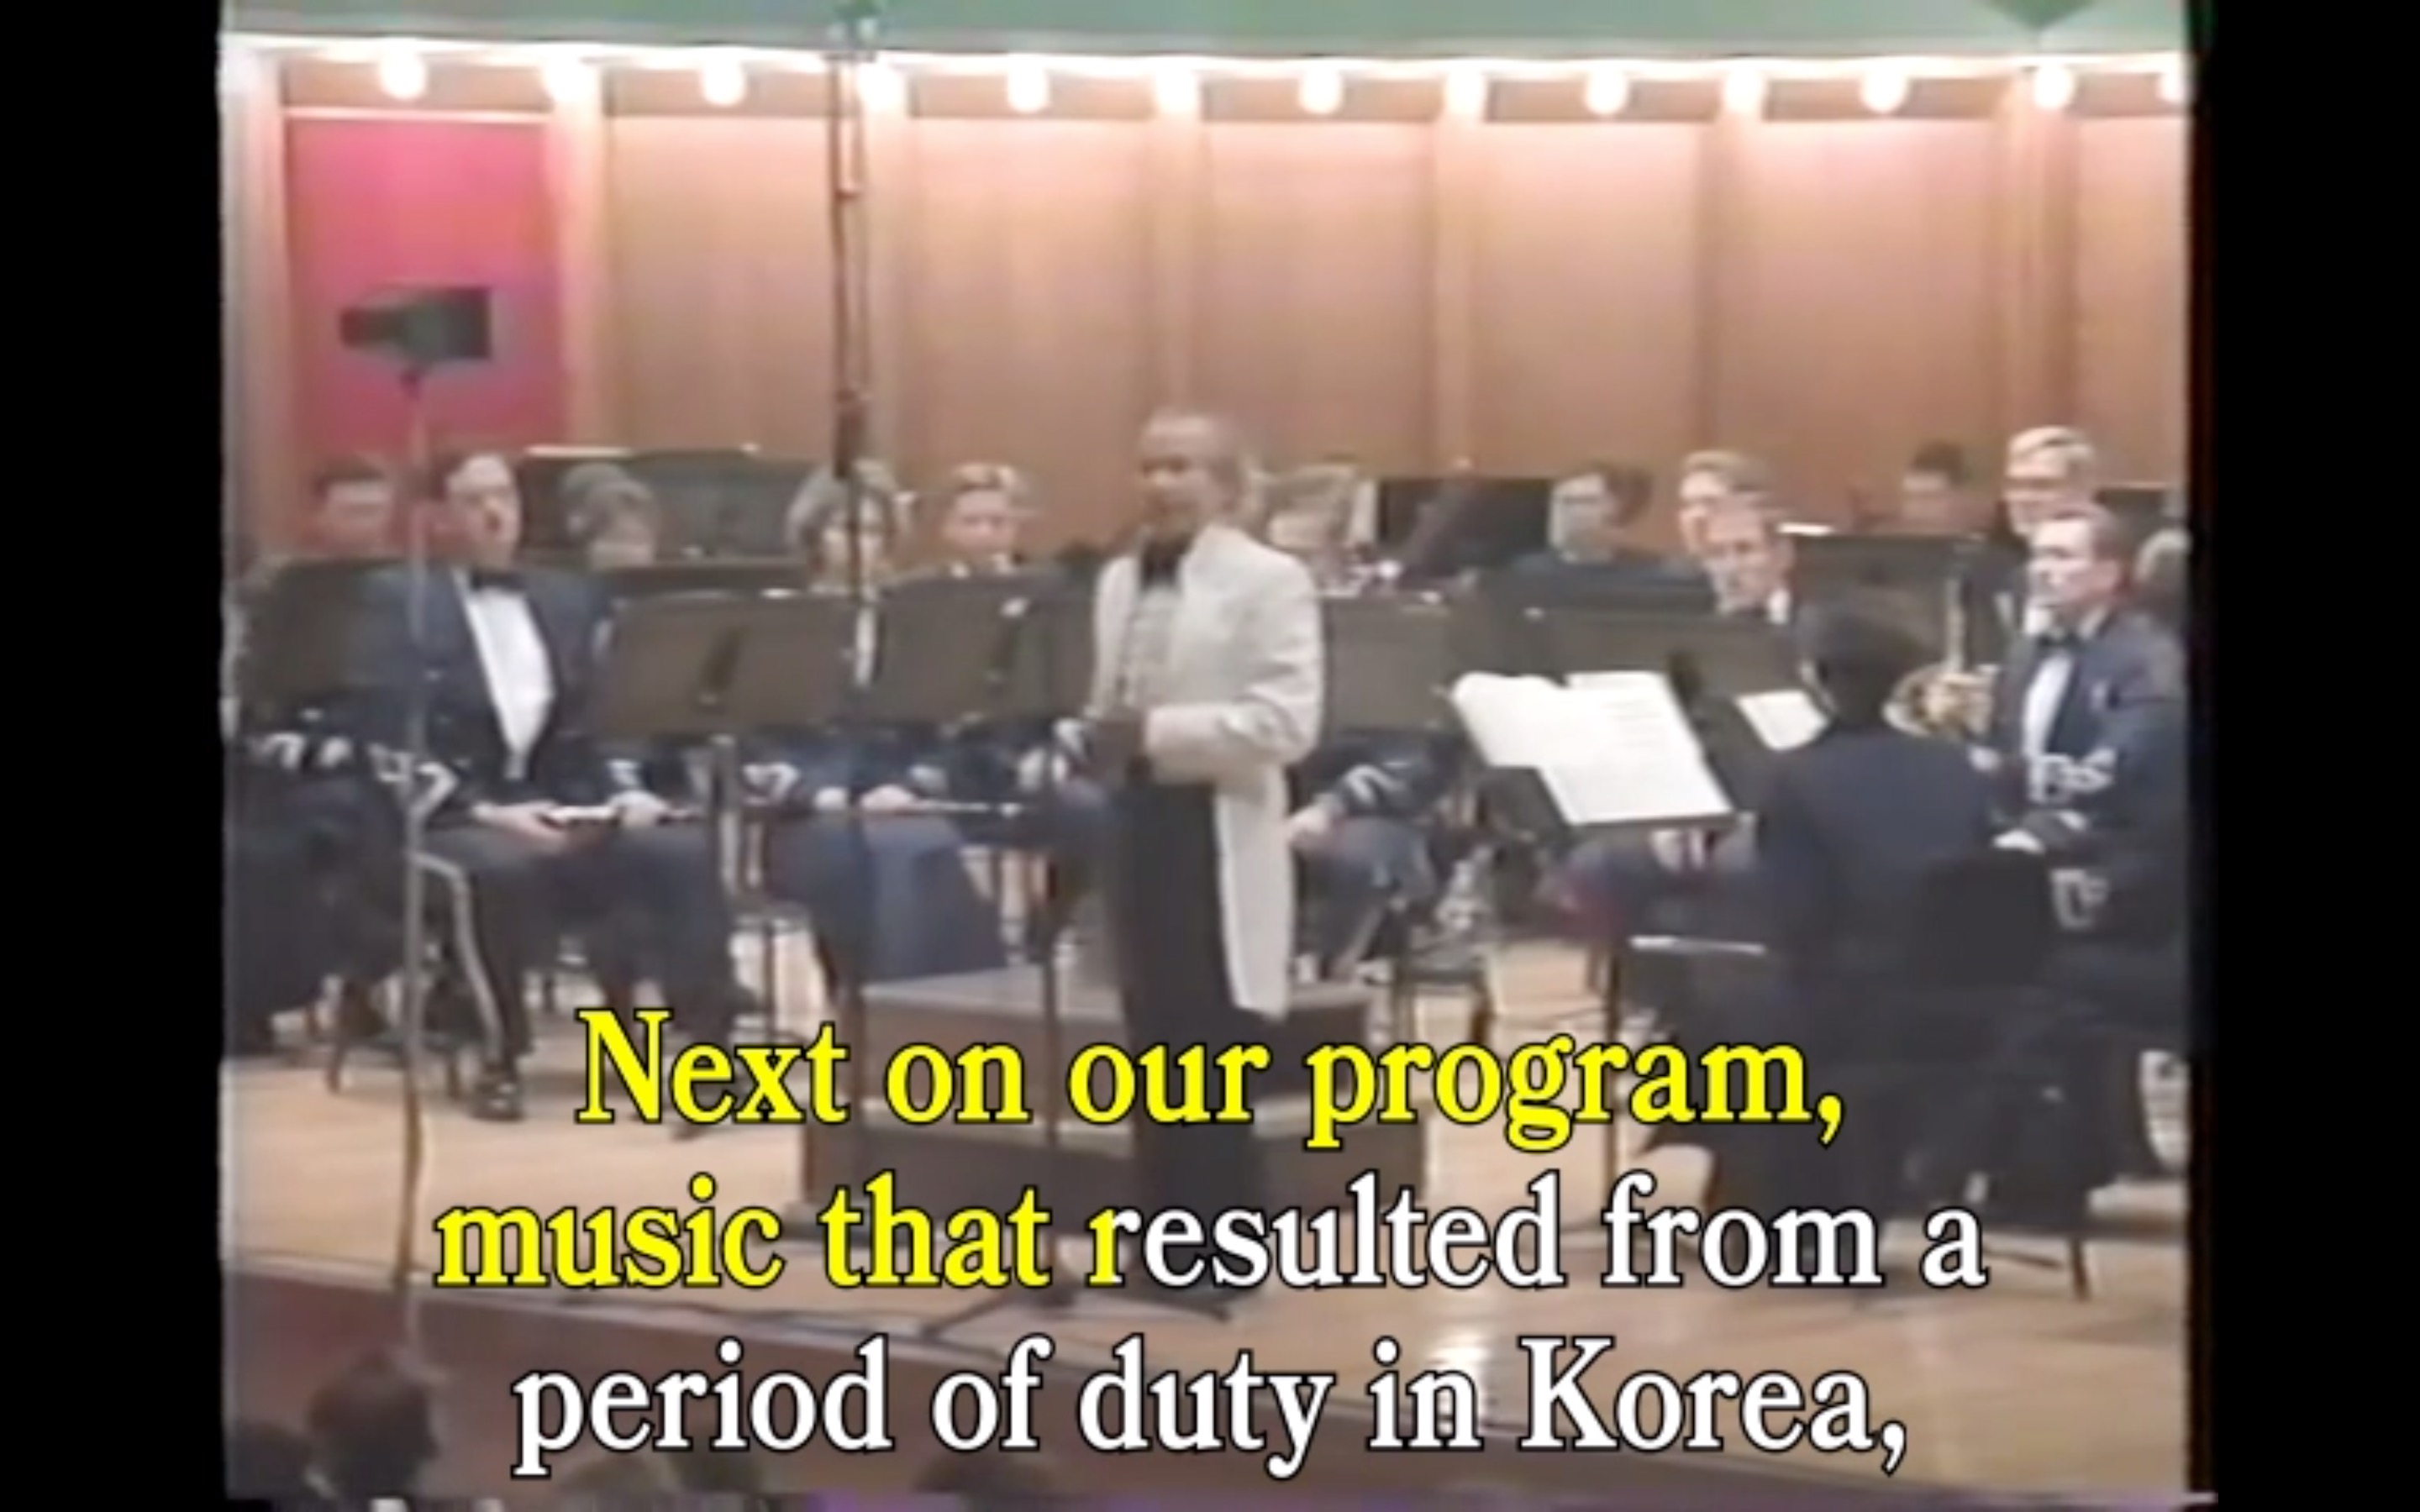 Next on our program,
music that resulted from a
period of duty in Korea,